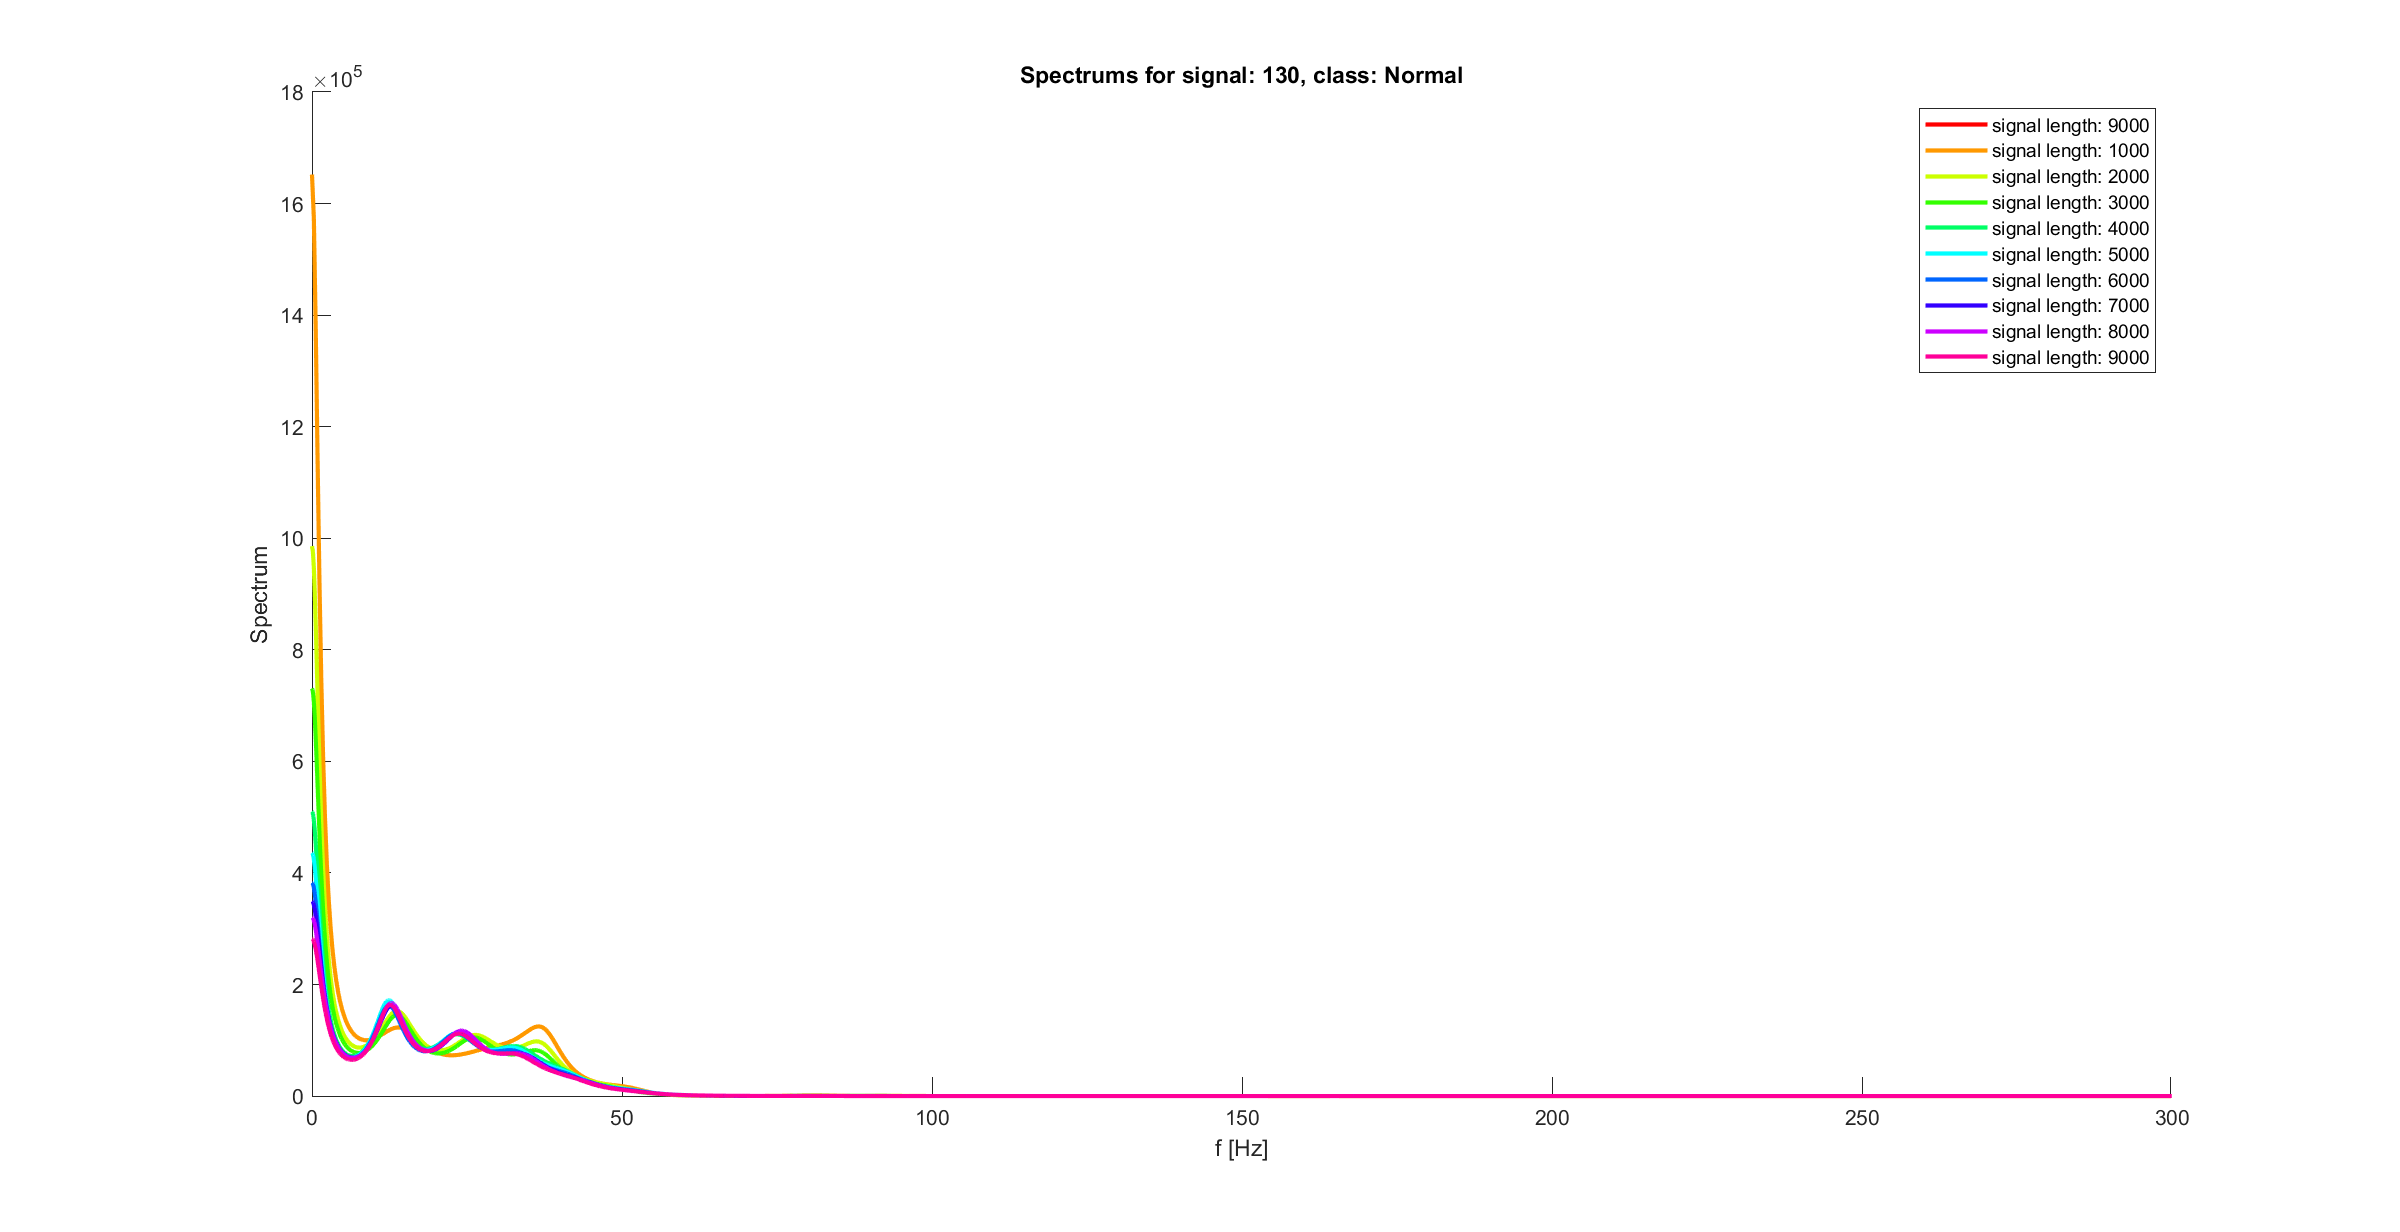 Spectrums for signal: 130, class: Normal
×10^5
18
16
14
12
10
8
6
4
2
0
Spectrum
signal length: 9000
signal length: 1000
signal length: 2000
signal length: 3000
signal length: 4000
signal length: 5000
signal length: 6000
signal length: 7000
signal length: 8000
signal length: 9000
0 50 100 150 200 250 300
f [Hz]